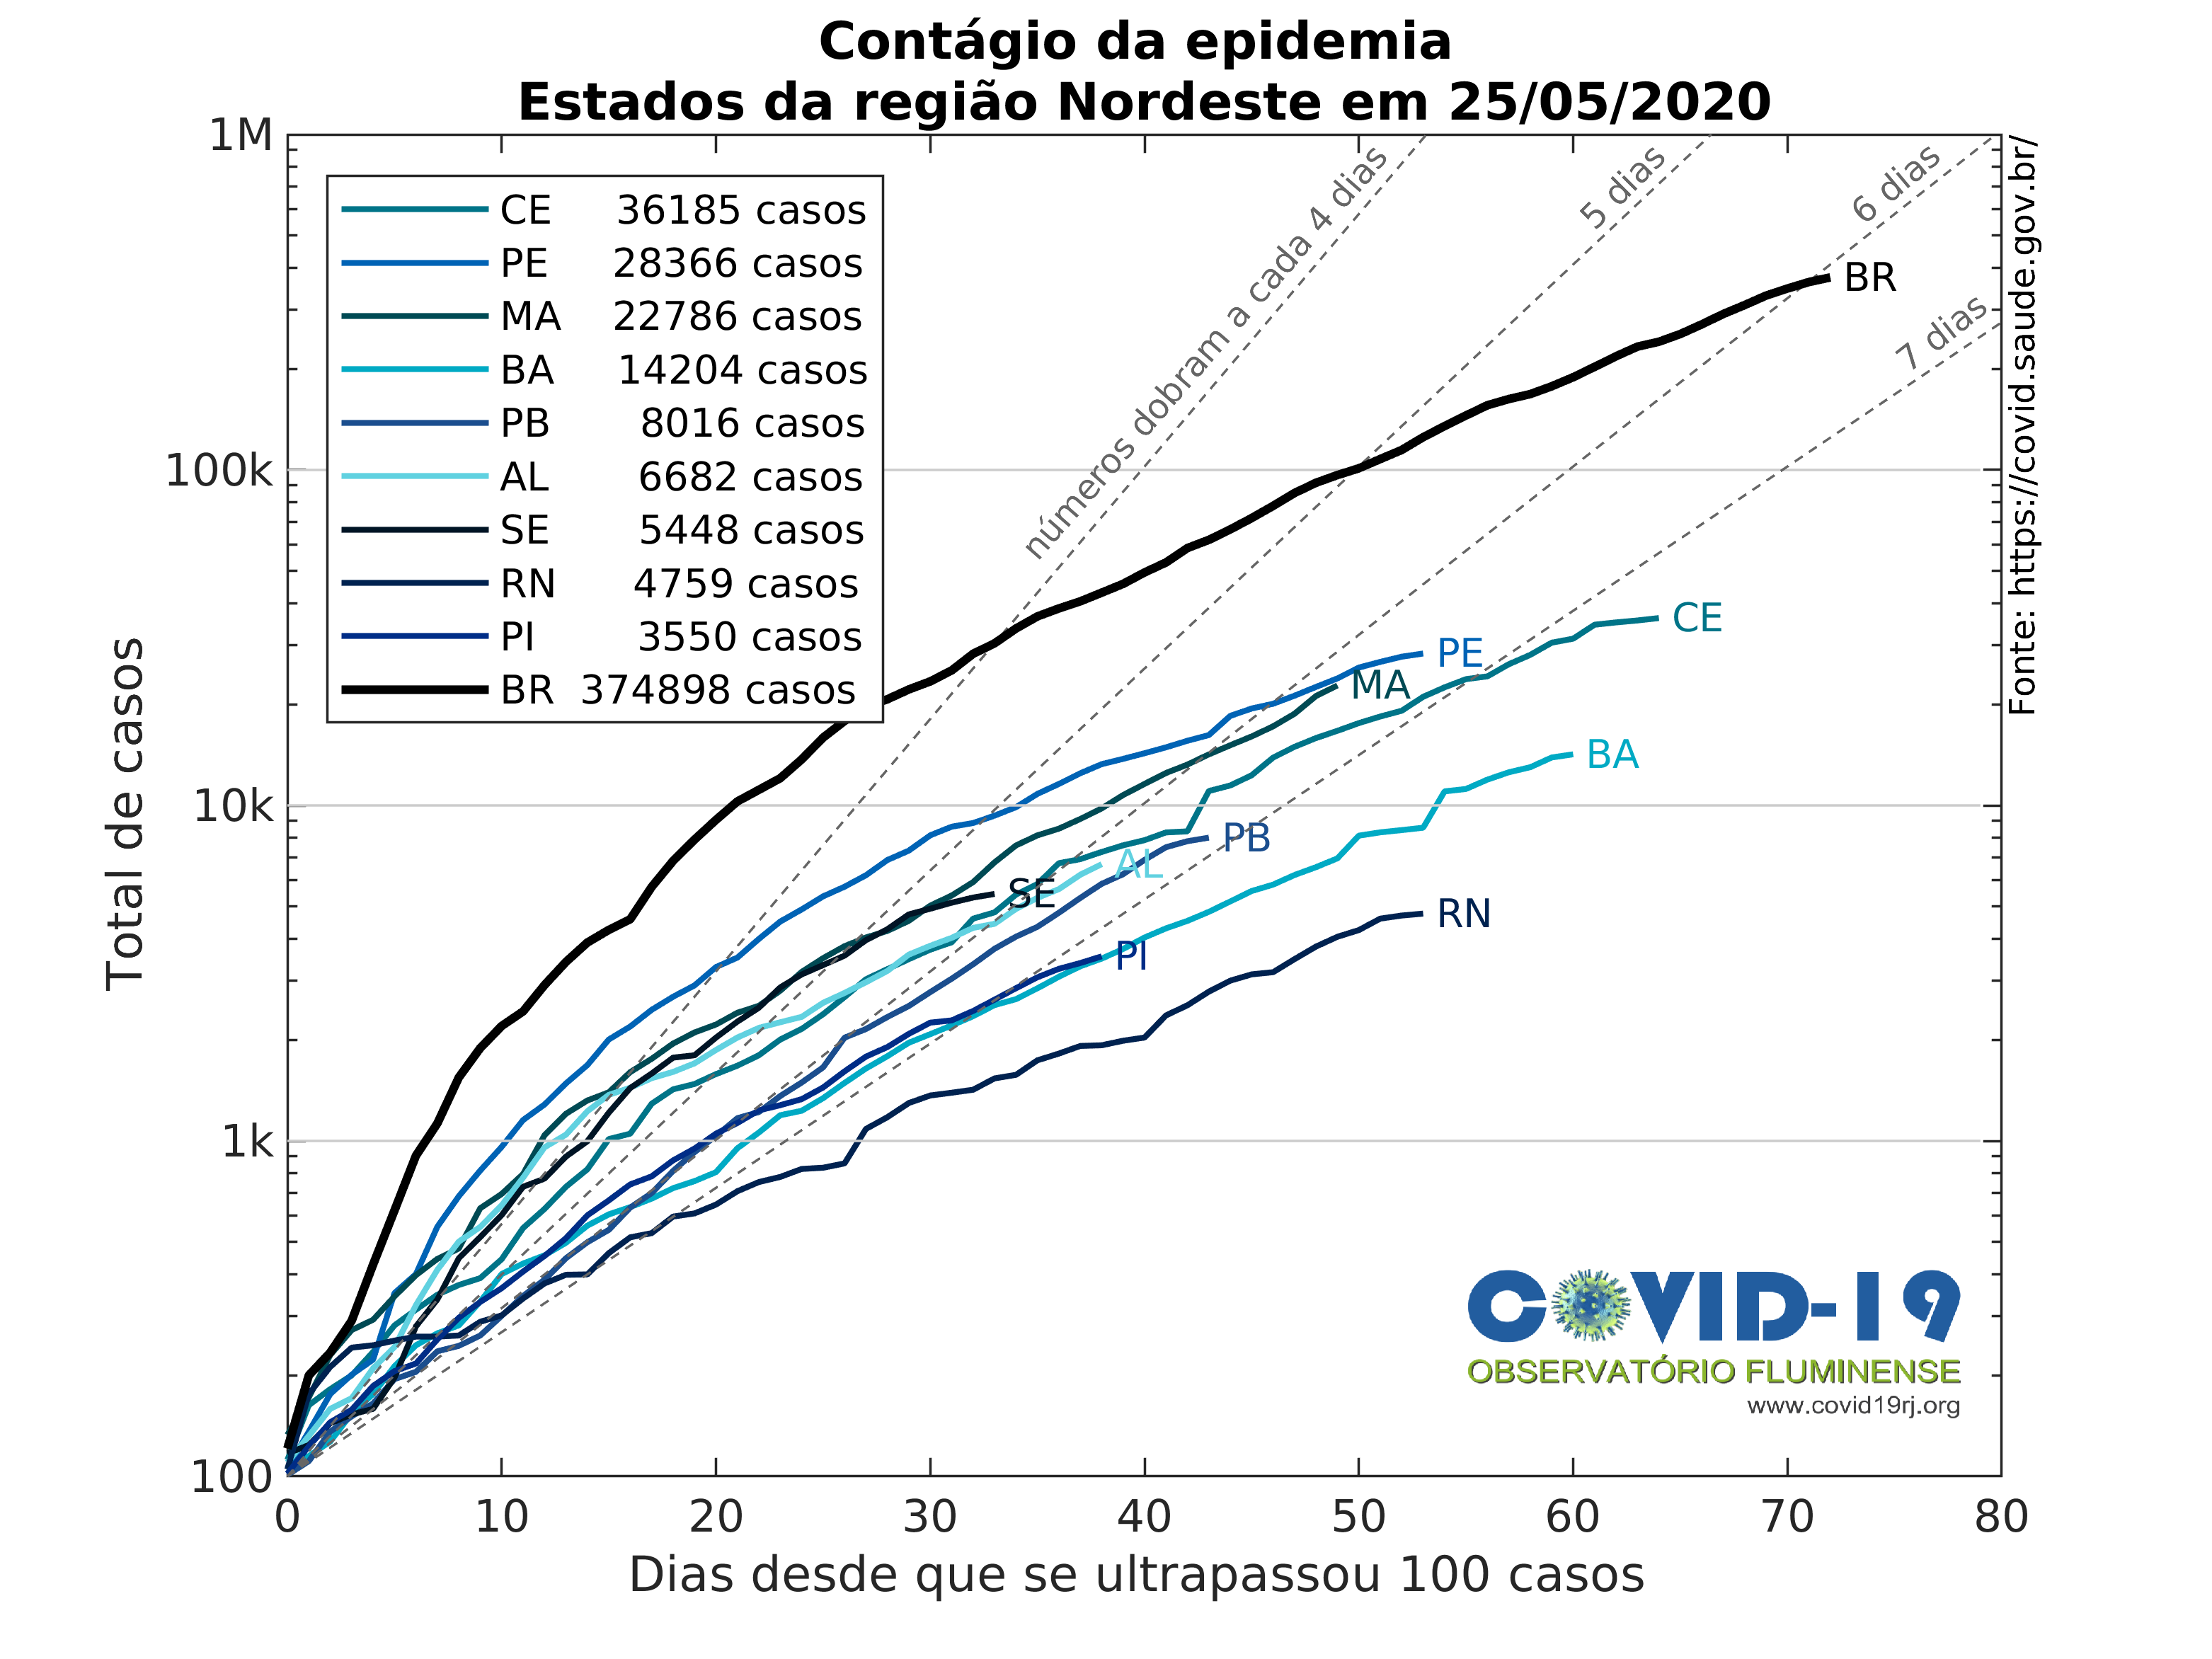 Contágio da epidemia
Estados da região Nordeste em 25/05/2020
1M
100k
10k
1k
100
Total de casos
CE 36185 casos
PE 28366 casos
MA 22786 casos
BA 14204 casos
PB 8016 casos
AL 6682 casos
SE 5448 casos
RN 4759 casos
PI 3550 casos
BR 374898 casos
números dobram a cada 4 dias
5 dias
6 dias
7 dias
BR
CE
PE
MA
BA
PB
AL
SE
RN
PI
Fonte: https://covid.saude.gov.br/
COVID-19
OBSERVATÓRIO FLUMINENSE
www.covid19rj.org
0 10 20 30 40 50 60 70 80
Dias desde que se ultrapassou 100 casos